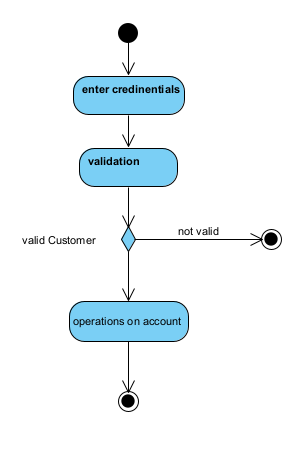 enter credinentials
validation
not valid
valid Customer
operations on account